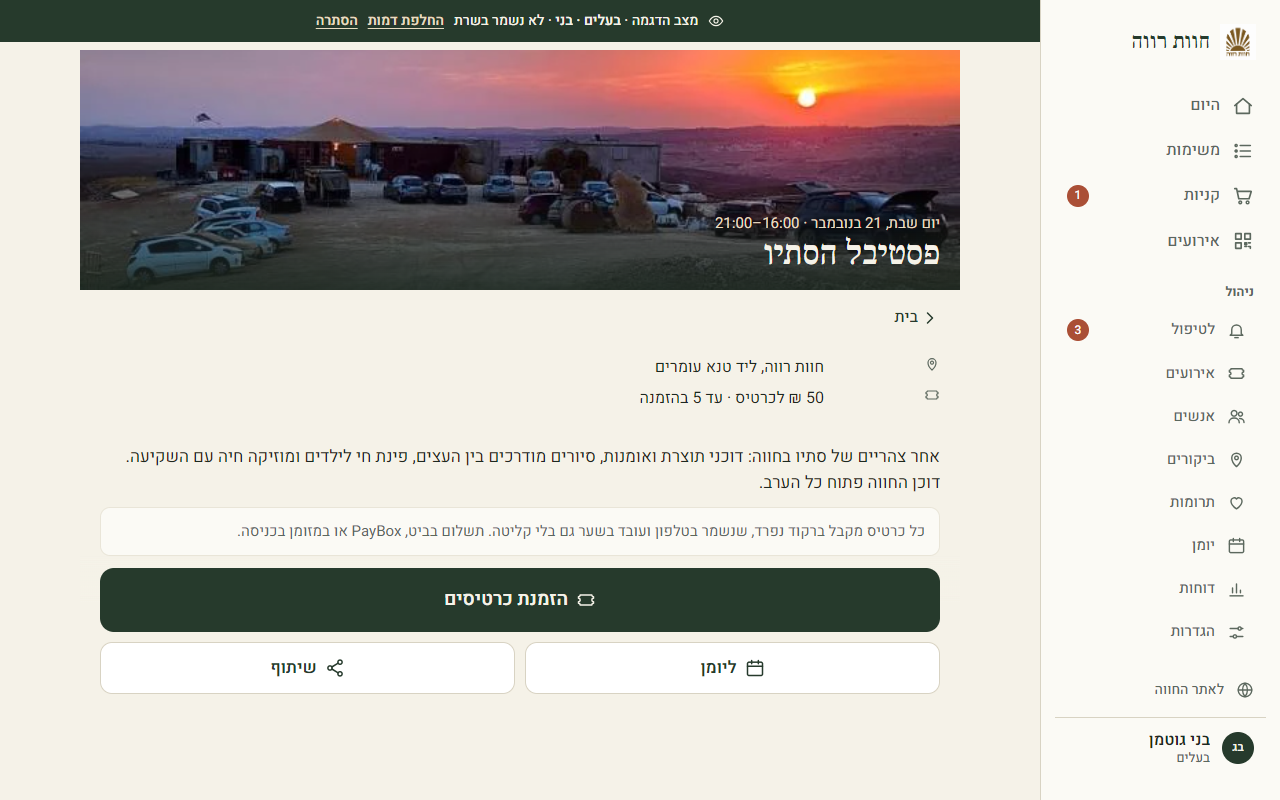 חוות רווה
היום
משימות
קניות 1
אירועים
ניהול
לטיפול 3
אירועים
אנשים
ביקורים
תרומות
יומן
דוחות
הגדרות
לאתר החווה
בג
בני גוטמן
בעלים
מצב הדגמה · בעלים · בני · לא נשמר בשרת החלפת דמות הסתרה
יום שבת, 21 בנובמבר · 16:00–21:00
פסטיבל הסתיו
בית
חוות רווה, ליד טנא עומרים
50 ₪ לכרטיס · עד 5 בהזמנה
אחר צהריים של סתיו בחווה: דוכני תוצרת ואומנות, סיורים מודרכים בין העצים, פינת חי לילדים ומוזיקה חיה עם השקיעה.
דוכן החווה פתוח כל הערב.
כל כרטיס מקבל ברקוד נפרד, שנשמר בטלפון ועובד בשער גם בלי קליטה. תשלום בביט, PayBox או במזומן בכניסה.
הזמנת כרטיסים
ליומן
שיתוף